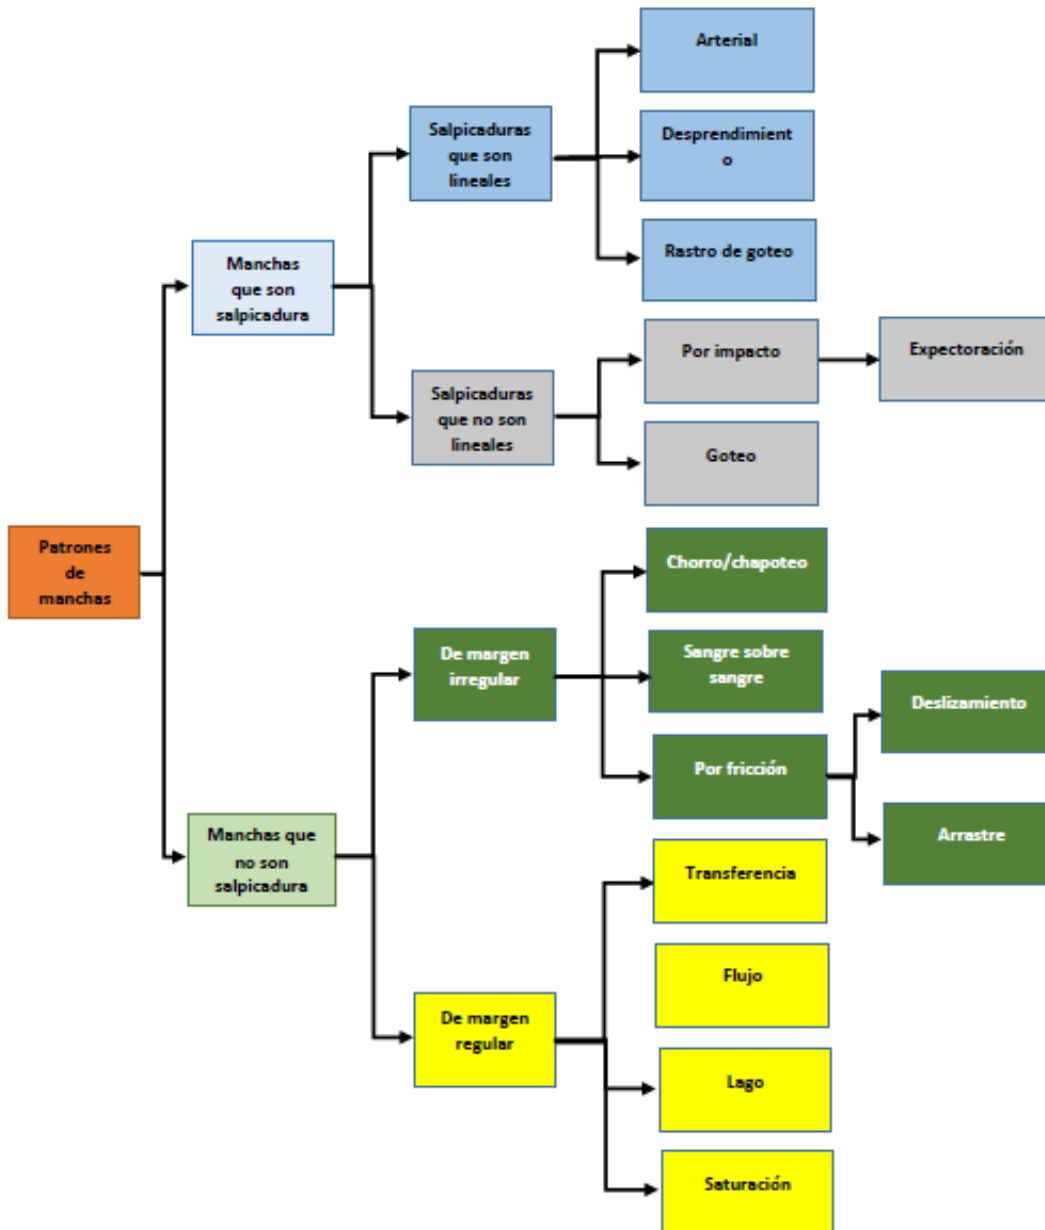 Arterial
Salpicaduras
que son
lineales
Desprendimient
o
Rastro de goteo
Manchas
que son
salpicadura
Por impacto
Expectoración
Salpicaduras
que no son
lineales
Goteo
Patrones
de
manchas
Chorro/chapoteo
De margen
irregular
Sangre sobre
sangre
Deslizamiento
Por fricción
Arrastre
Manchas que
no son
salpicadura
Transferencia
Flujo
De margen
regular
Lago
Saturación